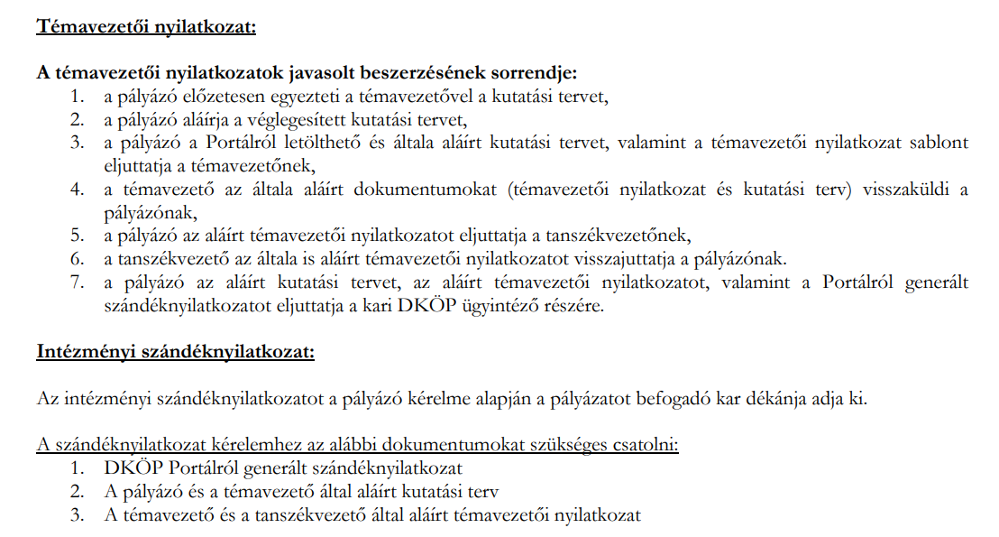 Témavezetői nyilatkozat:
A témavezetői nyilatkozatok javasolt beszerzésének sorrendje:
1. a pályázó előzetesen egyezteti a témavezetővel a kutatási tervet,
2. a pályázó aláírja a véglegesített kutatási tervet,
3. a pályázó a Portálról letölthető és általa aláírt kutatási tervet, valamint a témavezetői nyilatkozat sablont
eljuttatja a témavezetőnek,
4. a témavezető az általa aláírt dokumentumokat (témavezetői nyilatkozat és kutatási terv) visszaküldi a
pályázónak,
5. a pályázó az aláírt témavezetői nyilatkozatot eljuttatja a tanszékvezetőnek,
6. a tanszékvezető az általa is aláírt témavezetői nyilatkozatot visszajuttatja a pályázónak.
7. a pályázó az aláírt kutatási tervet, az aláírt témavezetői nyilatkozatot, valamint a Portálról generált
szándéknyilatkozatot eljuttatja a kari DKÖP ügyintéző részére.
Intézményi szándéknyilatkozat:
Az intézményi szándéknyilatkozatot a pályázó kérelme alapján a pályázatot befogadó kar dékánja adja ki.
A szándéknyilatkozat kérelemhez az alábbi dokumentumokat szükséges csatolni:
1. DKÖP Portálról generált szándéknyilatkozat
2. A pályázó és a témavezető által aláírt kutatási terv
3. A témavezető és a tanszékvezető által aláírt témavezetői nyilatkozat